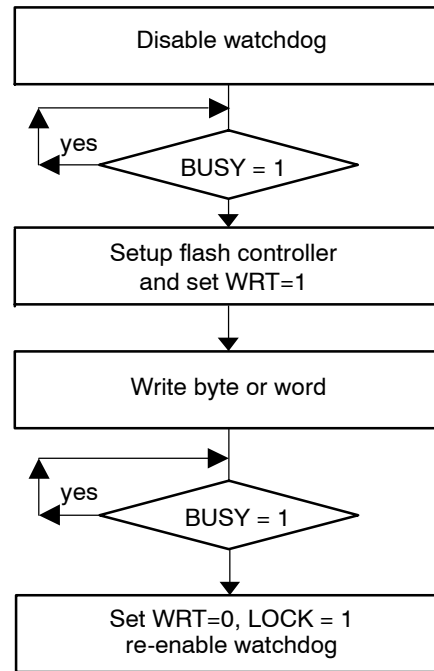 Disable watchdog
yes
BUSY = 1
Setup flash controller
and set WRT=1
Write byte or word
yes
BUSY = 1
Set WRT=0, LOCK = 1
re-enable watchdog